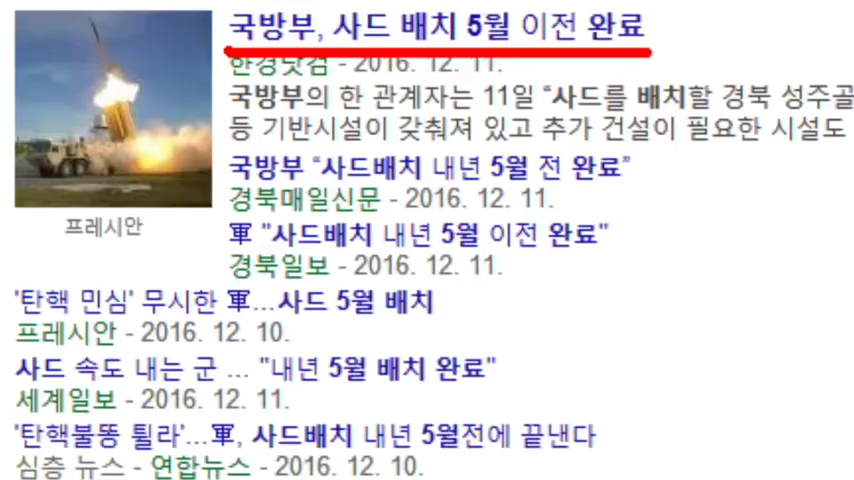 국방부, 사드 배치 5월 이전 완료
한경닷컴 - 2016. 12. 11.
국방부의 한 관계자는 11일 “사드를 배치할 경북 성주골
등 기반시설이 갖춰져 있고 추가 건설이 필요한 시설도
국방부 “사드배치 내년 5월 전 완료”
경북매일신문 - 2016. 12. 11.
軍 "사드배치 내년 5월 이전 완료"
경북일보 - 2016. 12. 11.
프레시안
'탄핵 민심' 무시한 軍...사드 5월 배치
프레시안 - 2016. 12. 10.
사드 속도 내는 군 ... "내년 5월 배치 완료"
세계일보 - 2016. 12. 11.
'탄핵불똥 튈라'...軍, 사드배치 내년 5월전에 끝낸다
심층 뉴스 - 연합뉴스 - 2016. 12. 10.